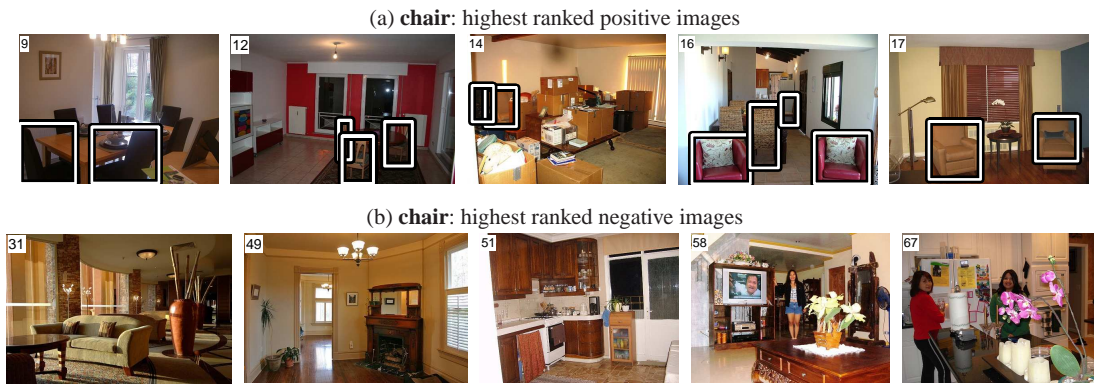 (a) chair: highest ranked positive images
9 12 14 16 17
(b) chair: highest ranked negative images
31 49 51 58 67